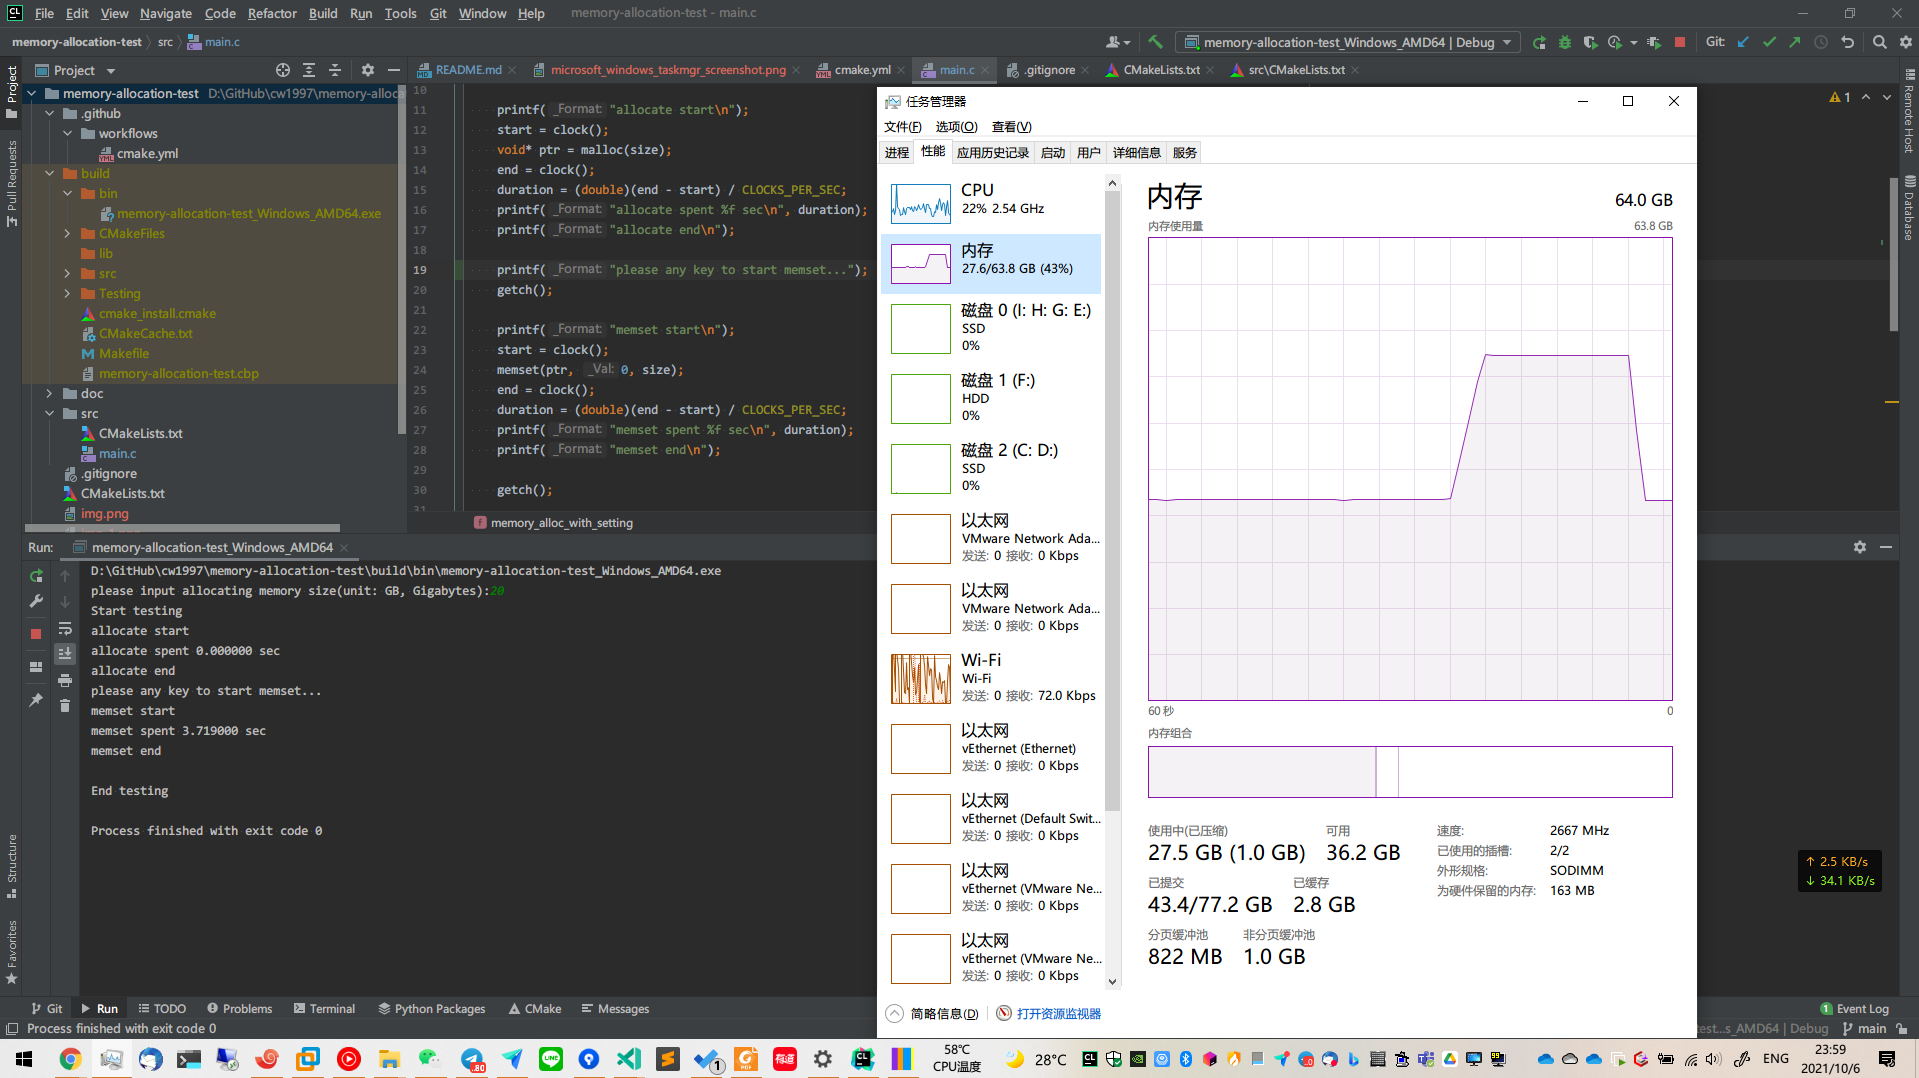 File Edit View Navigate Code Refactor Build Run Tools Git Window Help memory-allocation-test - main.c
memory-allocation-test src main.c
memory-allocation-test_Windows_AMD64 | Debug
Git:
Project
README.md microsoft_windows_taskmgr_screenshot.png cmake.yml main.c .gitignore CMakeLists.txt src\CMakeLists.txt
Project
Pull Requests
Structure
Favorites
Remote Host
Database
memory-allocation-test D:\GitHub\cw1997\memory-alloca
.github
workflows
cmake.yml
build
bin
memory-allocation-test_Windows_AMD64.exe
CMakeFiles
lib
src
Testing
cmake_install.cmake
CMakeCache.txt
Makefile
memory-allocation-test.cbp
doc
src
CMakeLists.txt
main.c
.gitignore
CMakeLists.txt
img.png
10
11 printf( _Format: "allocate start\n");
12 start = clock();
13 void* ptr = malloc(size);
14 end = clock();
15 duration = (double)(end - start) / CLOCKS_PER_SEC;
16 printf( _Format: "allocate spent %f sec\n", duration);
17 printf( _Format: "allocate end\n");
18
19 printf( _Format: "please any key to start memset...");
20 getch();
21
22 printf( _Format: "memset start\n");
23 start = clock();
24 memset(ptr, _Val: 0, size);
25 end = clock();
26 duration = (double)(end - start) / CLOCKS_PER_SEC;
27 printf( _Format: "memset spent %f sec\n", duration);
28 printf( _Format: "memset end\n");
29
30 getch();
31
memory_alloc_with_setting
1
Run: memory-allocation-test_Windows_AMD64
D:\GitHub\cw1997\memory-allocation-test\build\bin\memory-allocation-test_Windows_AMD64.exe
please input allocating memory size(unit: GB, Gigabytes):20
Start testing
allocate start
allocate spent 0.000000 sec
allocate end
please any key to start memset...
memset start
memset spent 3.719000 sec
memset end
End testing
Process finished with exit code 0
任务管理器
文件(F) 选项(O) 查看(V)
进程 性能 应用历史记录 启动 用户 详细信息 服务
CPU
22% 2.54 GHz
内存
27.6/63.8 GB (43%)
磁盘 0 (I: H: G: E:)
SSD
0%
磁盘 1 (F:)
HDD
0%
磁盘 2 (C: D:)
SSD
0%
以太网
VMware Network Ada...
发送: 0 接收: 0 Kbps
以太网
VMware Network Ada...
发送: 0 接收: 0 Kbps
Wi-Fi
Wi-Fi
发送: 0 接收: 72.0 Kbps
以太网
vEthernet (Ethernet)
发送: 0 接收: 0 Kbps
以太网
vEthernet (Default Swit...
发送: 0 接收: 0 Kbps
以太网
vEthernet (VMware Ne...
发送: 0 接收: 0 Kbps
以太网
vEthernet (VMware Ne...
发送: 0 接收: 0 Kbps
内存 64.0 GB
内存使用量 63.8 GB
60 秒 0
内存组合
使用中(已压缩) 可用
27.5 GB (1.0 GB) 36.2 GB
已提交 已缓存
43.4/77.2 GB 2.8 GB
分页缓冲池 非分页缓冲池
822 MB 1.0 GB
速度: 2667 MHz
已使用的插槽: 2/2
外形规格: SODIMM
为硬件保留的内存: 163 MB
简略信息(D) 打开资源监视器
↑ 2.5 KB/s
↓ 34.1 KB/s
Git Run TODO Problems Terminal Python Packages CMake Messages 1 Event Log
Process finished with exit code 0 test...s_AMD64 | Debug main
58°C
CPU温度
28°C
ENG
23:59
2021/10/6